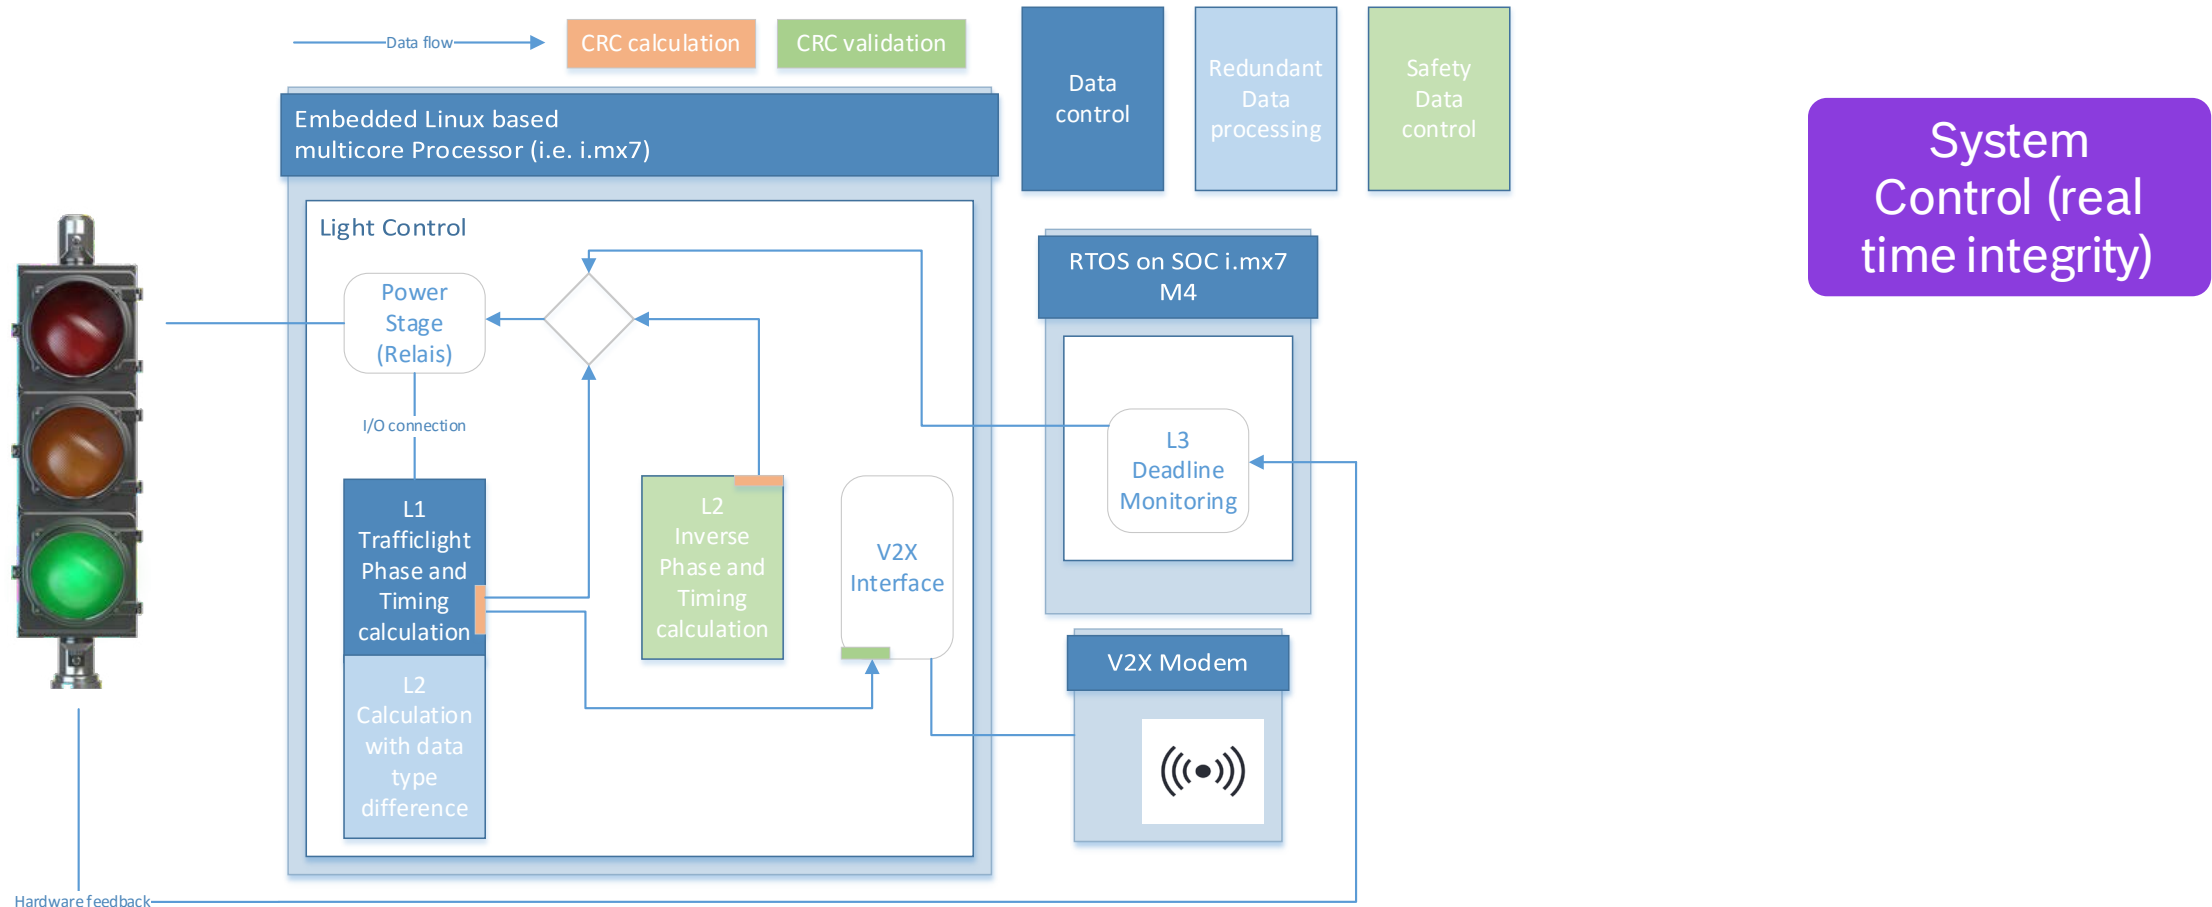 Data flow
CRC calculation
CRC validation
Data
control
Redundant
Data
processing
Safety
Data
control
System
Control (real
time integrity)
Embedded Linux based
multicore Processor (i.e. i.mx7)
Light Control
Power
Stage
(Relais)
I/O connection
L1
Trafficlight
Phase and
Timing
calculation
L2
Calculation
with data
type
difference
L2
Inverse
Phase and
Timing
calculation
V2X
Interface
RTOS on SOC i.mx7
M4
L3
Deadline
Monitoring
V2X Modem
Hardware feedback